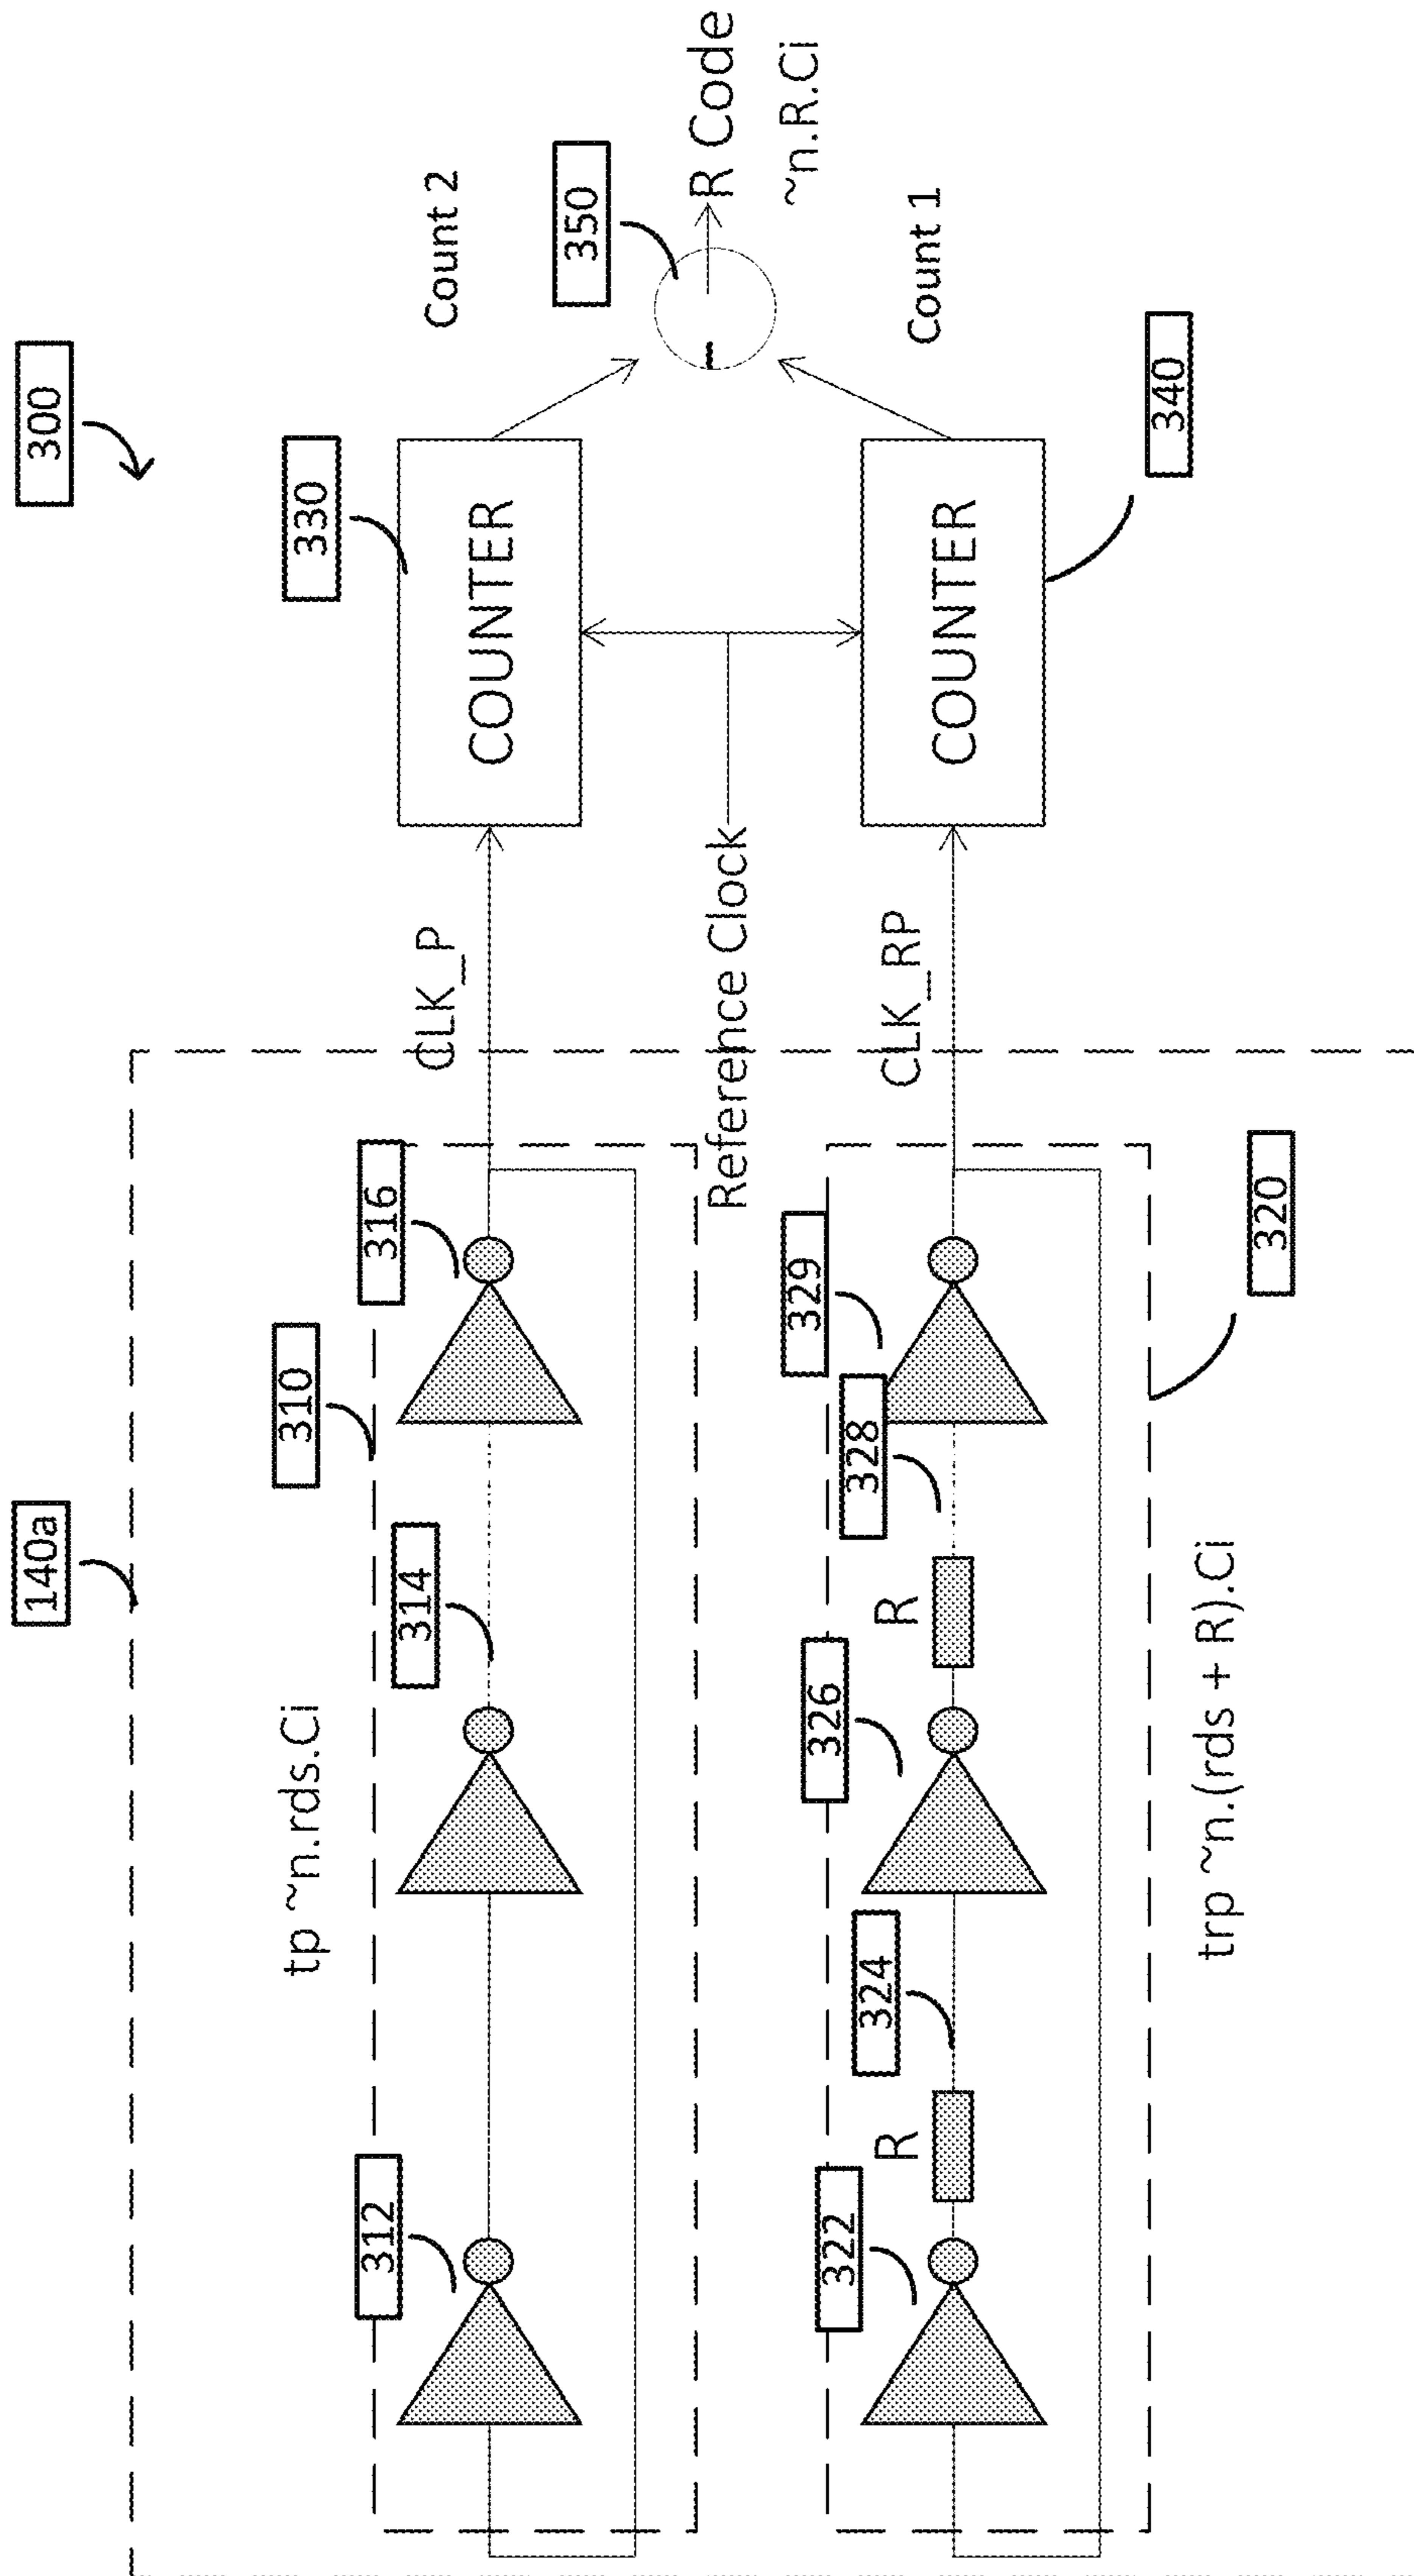 300
140a
tp ~n.rds.Ci
310
312
314
316
CLK_P
330
COUNTER
Count 2
350
R Code
~n.R.Ci
Reference Clock
Count 1
322
R
324
326
R
328
329
CLK_RP
COUNTER
340
320
trp ~n.(rds + R).Ci